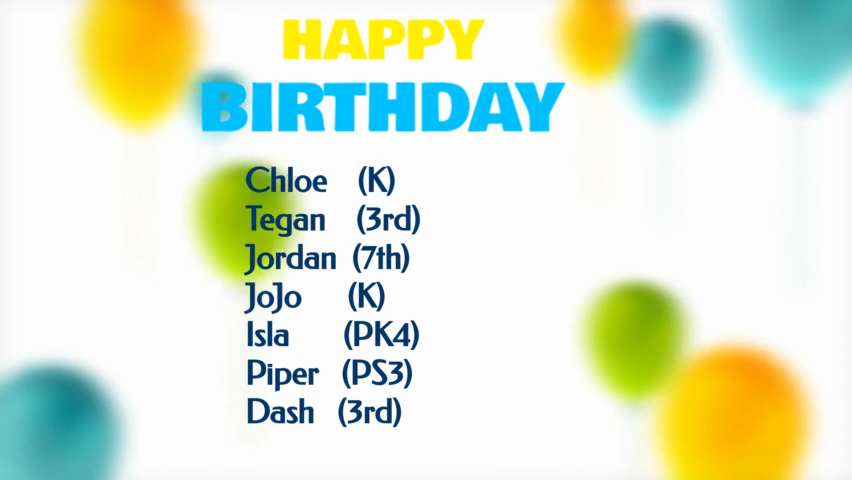 HAPPY
BIRTHDAY
Chloe (K)
Tegan (3rd)
Jordan (7th)
JoJo (K)
Isla (PK4)
Piper (PS3)
Dash (3rd)